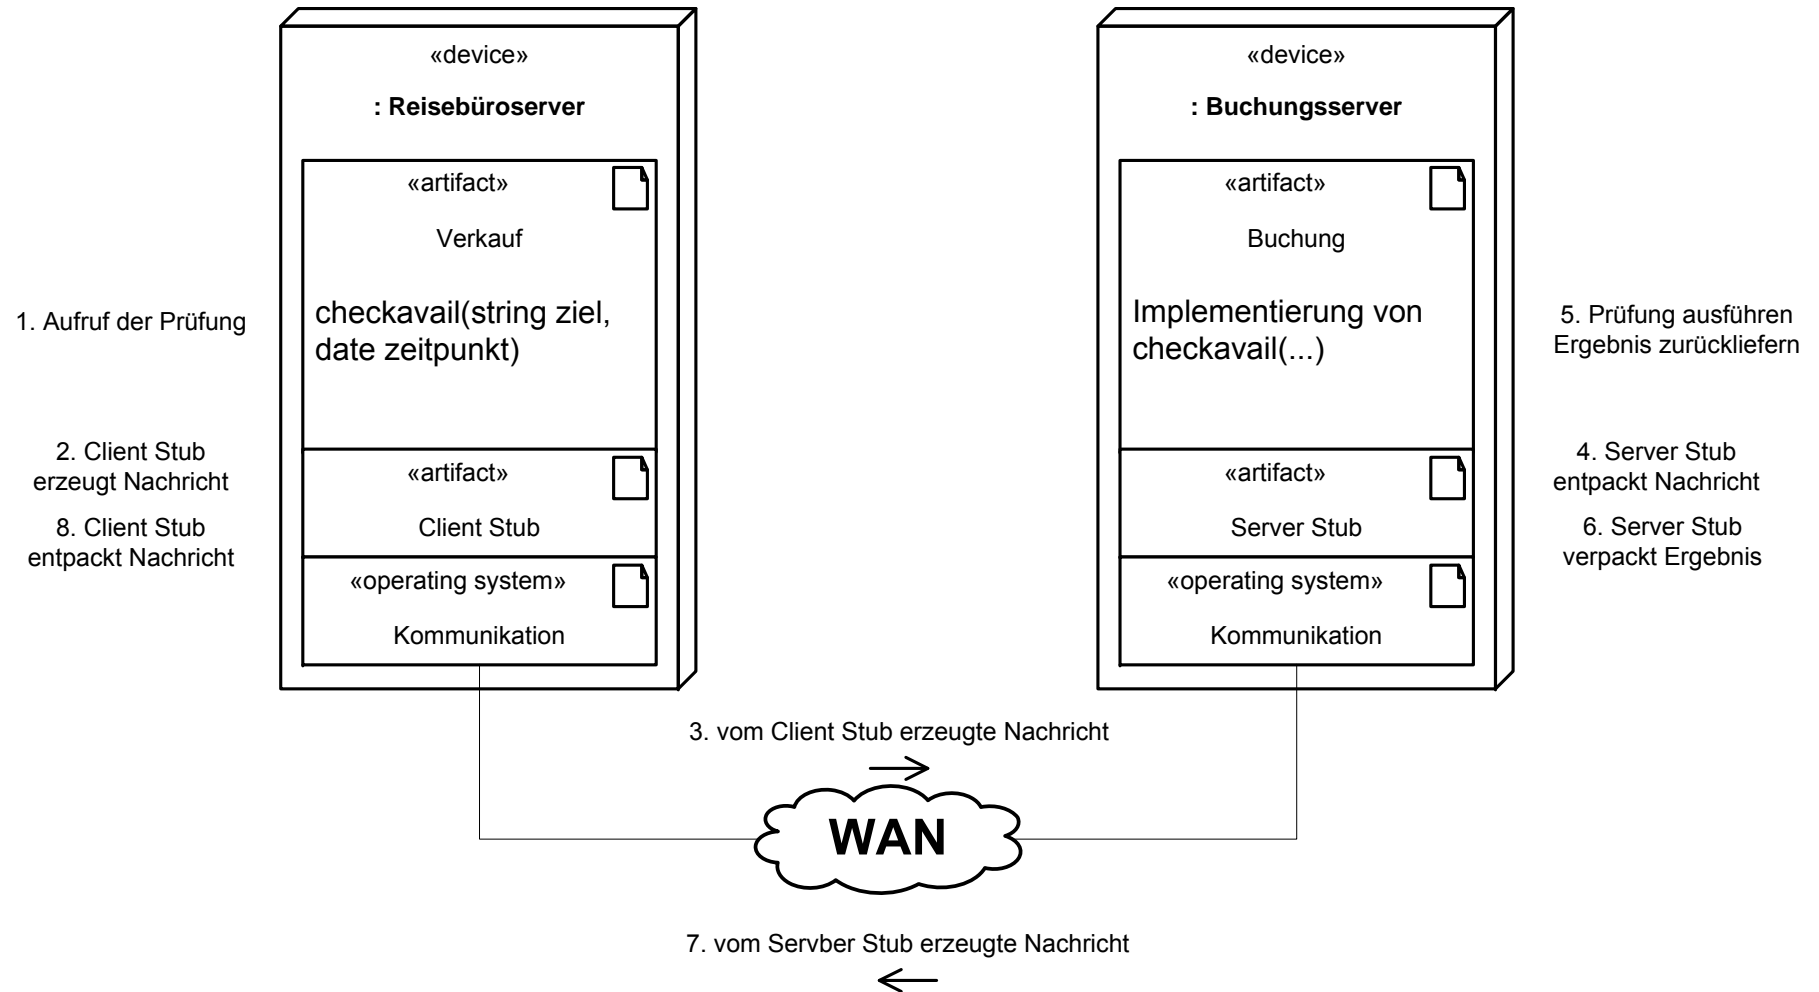 «device»
: Reisebüroserver
«artifact»
Verkauf
1. Aufruf der Prüfung
checkavail(string ziel,
date zeitpunkt)
2. Client Stub
erzeugt Nachricht
8. Client Stub
entpackt Nachricht
«artifact»
Client Stub
«operating system»
Kommunikation
«device»
: Buchungsserver
«artifact»
Buchung
Implementierung von
checkavail(...)
5. Prüfung ausführen
Ergebnis zurückliefern
«artifact»
Server Stub
4. Server Stub
entpackt Nachricht
6. Server Stub
verpackt Ergebnis
«operating system»
Kommunikation
3. vom Client Stub erzeugte Nachricht
WAN
7. vom Servber Stub erzeugte Nachricht